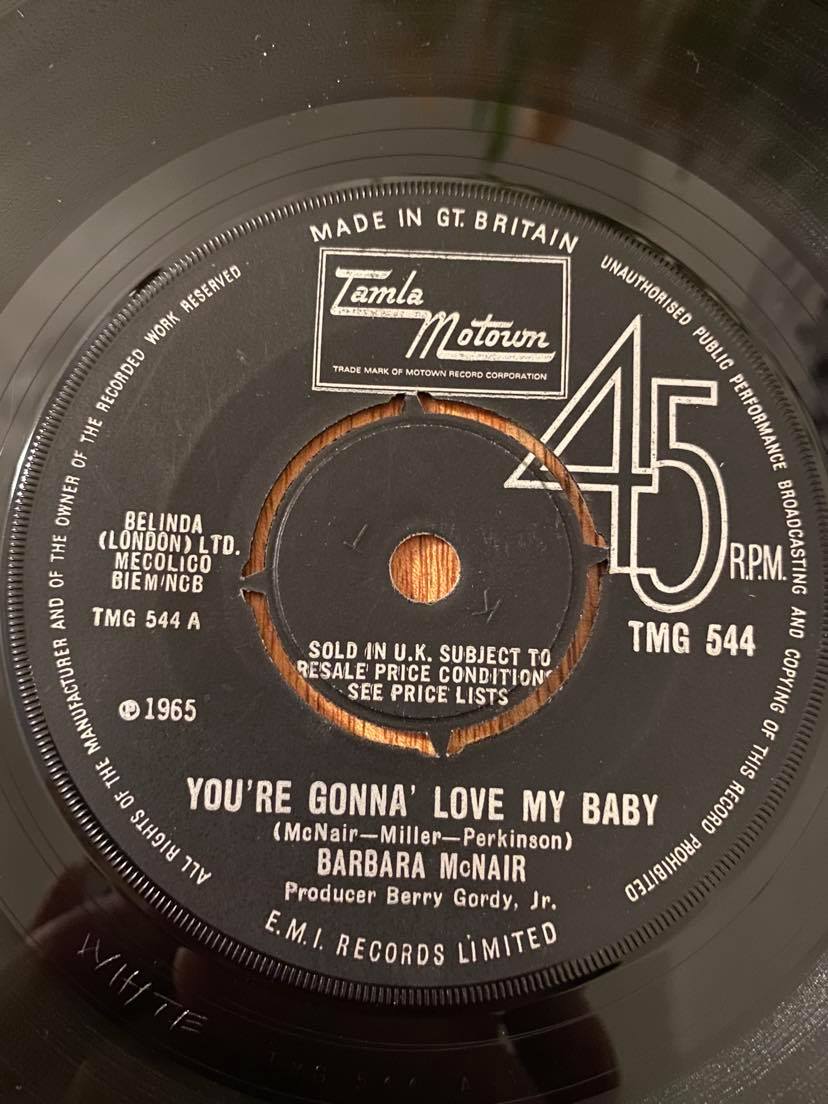 MADE IN GT. BRITAIN
UNAUTHORISED PUBLIC PERFORMANCE BROADCASTING AND COPYING OF THIS RECORD PROHIBITED
ALL RIGHTS OF THE MANUFACTURER AND OF THE OWNER OF THE RECORDED WORK RESERVED
Tamla
Motown
TRADE MARK OF MOTOWN RECORD CORPORATION
45
R.P.M.
TMG 544
BELINDA
(LONDON) LTD.
MECOLICO
BIEM/NCB
TMG 544 A
℗ 1965
SOLD IN U.K. SUBJECT TO
RESALE PRICE CONDITIONS
SEE PRICE LISTS
YOU'RE GONNA' LOVE MY BABY
(McNair—Miller—Perkinson)
BARBARA McNAIR
Producer Berry Gordy, Jr.
E.M.I. RECORDS LIMITED
WHITE
TMG 544 A